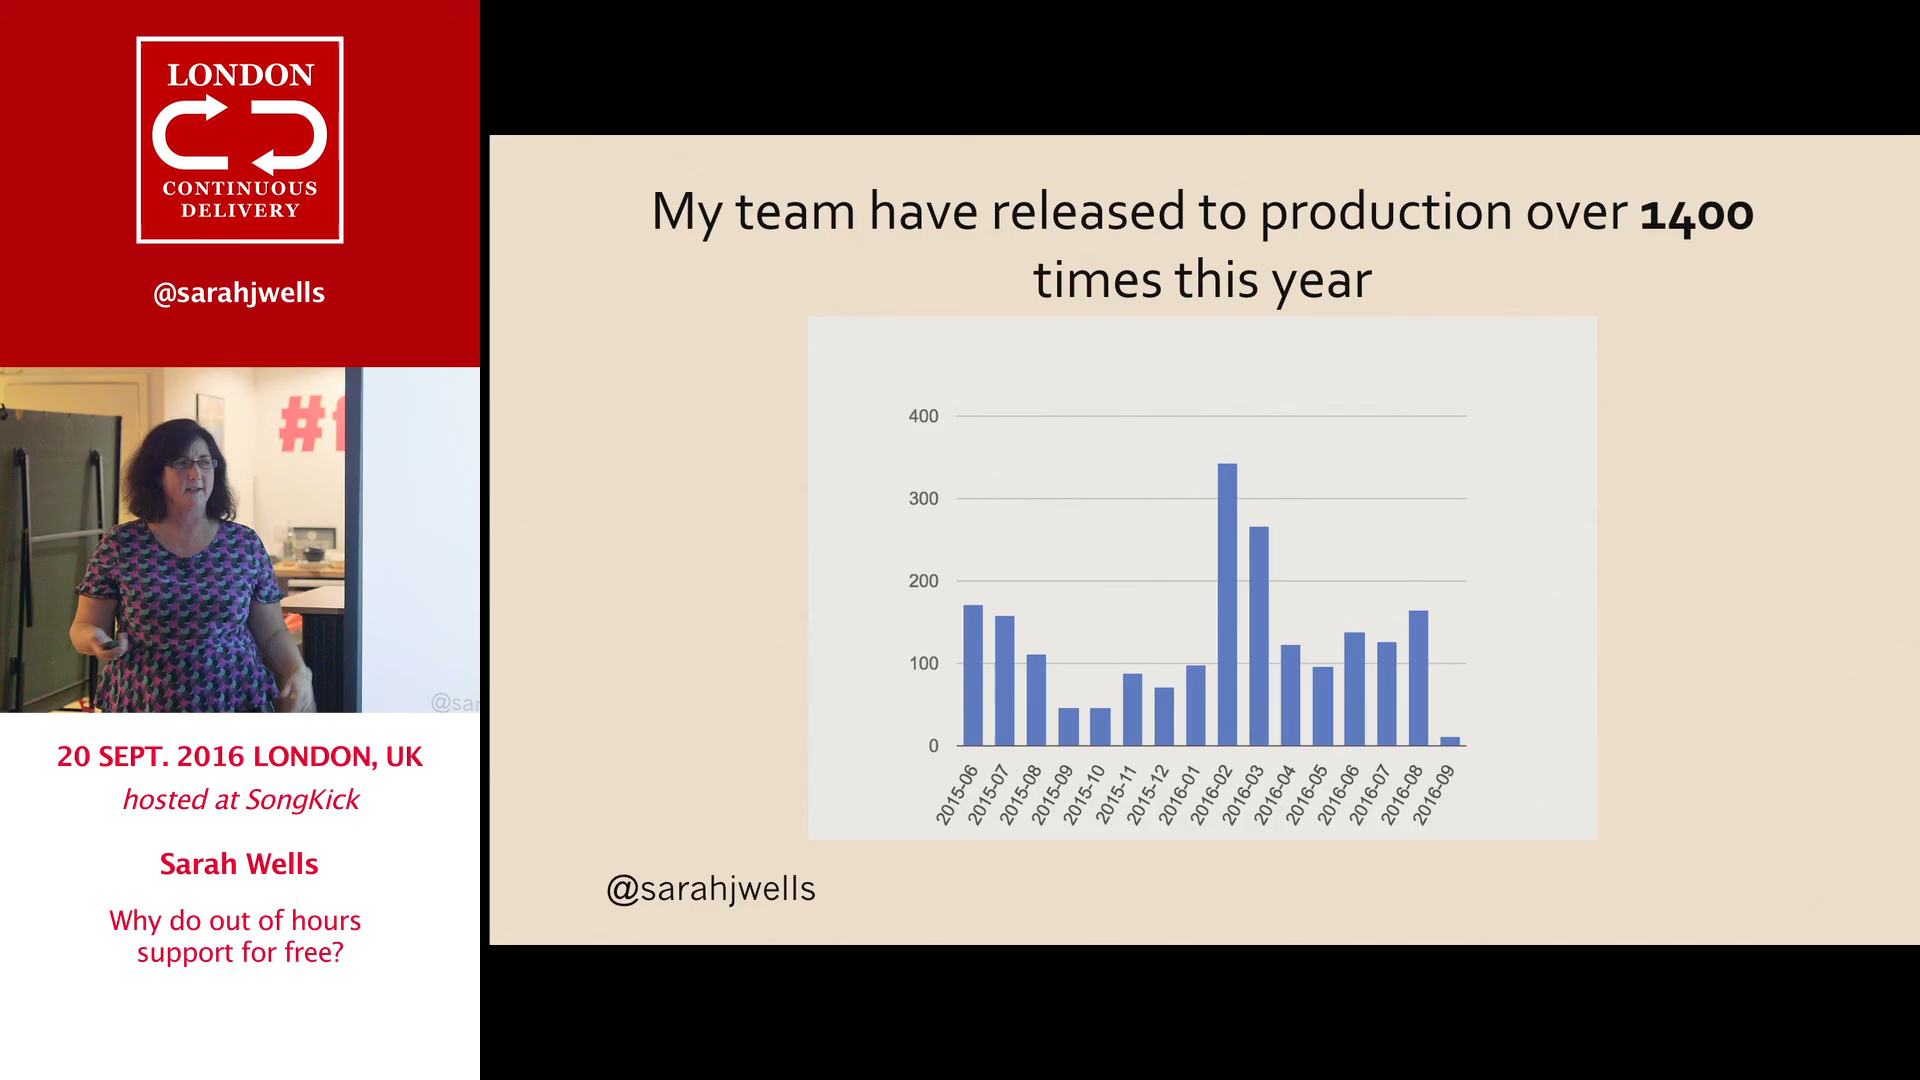 LONDON
CONTINUOUS
DELIVERY
@sarahjwells
#f
@sar
20 SEPT. 2016 LONDON, UK
hosted at SongKick
Sarah Wells
Why do out of hours
support for free?
My team have released to production over 1400
times this year
400
300
200
100
0
2015-06
2015-07
2015-08
2015-09
2015-10
2015-11
2015-12
2016-01
2016-02
2016-03
2016-04
2016-05
2016-06
2016-07
2016-08
2016-09
@sarahjwells